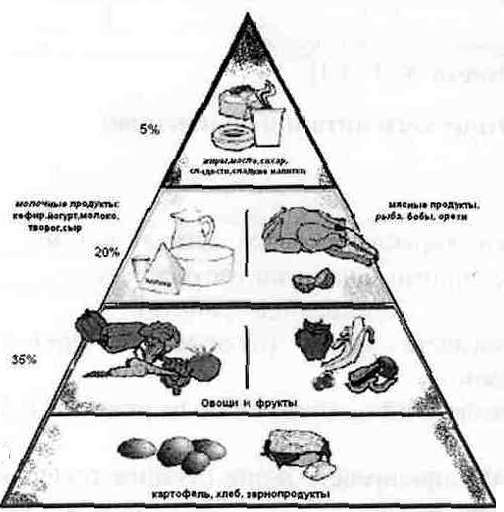 5%
жиры, масло, сахар,
сладости, сладкие напитки
молочные продукты:
кефир, йогурт, молоко,
творог, сыр
20%
мясные продукты,
рыба, бобы, орехи
35%
Овощи и фрукты
картофель, хлеб, зернопродукты